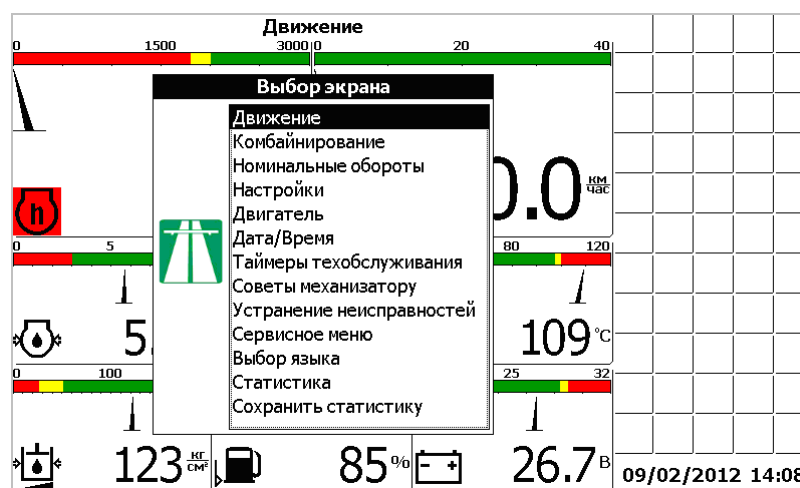 Движение
0 1500 3000 0 20 40
Выбор экрана
Движение
Комбайнирование
Номинальные обороты
Настройки
Двигатель
Дата/Время
Таймеры техобслуживания
Советы механизатору
Устранение неисправностей
Сервисное меню
Выбор языка
Статистика
Сохранить статистику
0.0 км/час
h
0 5 80 120
5. 109 °C
0 100 25 32
123 кг/см² 85 % - + 26.7 В
09/02/2012 14:08